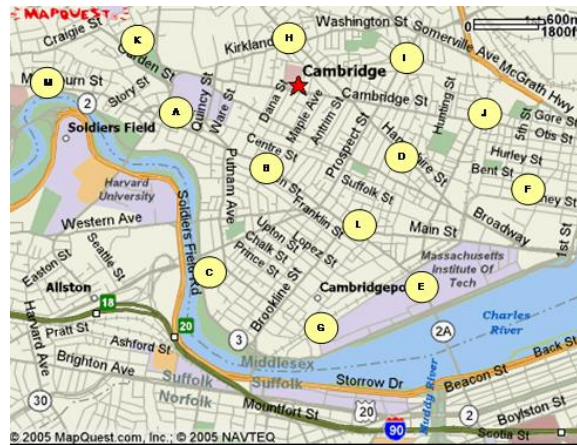 MAPQUEST
Craigie St
K
Garden St
Kirkland
H
Washington St
Somerville Ave
McGrath Hwy
600m
1800ft
I
M
2
Story St
Quincy St
Ware St
A
Dana St
Cambridge
Maple Ave
Antrim St
Cambridge St
Hunting St
J
5th St
Gore St
Otis St
Soldiers Field
Harvard
University
Putnam Ave
Centre St
B
Prospect St
D
Hurley St
Bent St
F
Suffolk St
Franklin St
L
Main St
Broadway
1st St
Western Ave
Soldiers Field Rd
Upton St
Lopez St
Chalk St
Prince St
C
Easton St
Seattle St
Massachusetts
Institute Of
Tech
E
Allston
18
Cambridgeport
Brookline St
G
Charles
River
Harvard Ave
Pratt St
20
Ashford St
3
2A
Middlesex
Suffolk
Back St
Brighton Ave
Suffolk
Norfolk
Storrow Dr
Beacon St
Muddy River
30
Mountfort St
20
90
2
Boylston St
Scotia St
© 2005 MapQuest.com, Inc.; © 2005 NAVTEQ